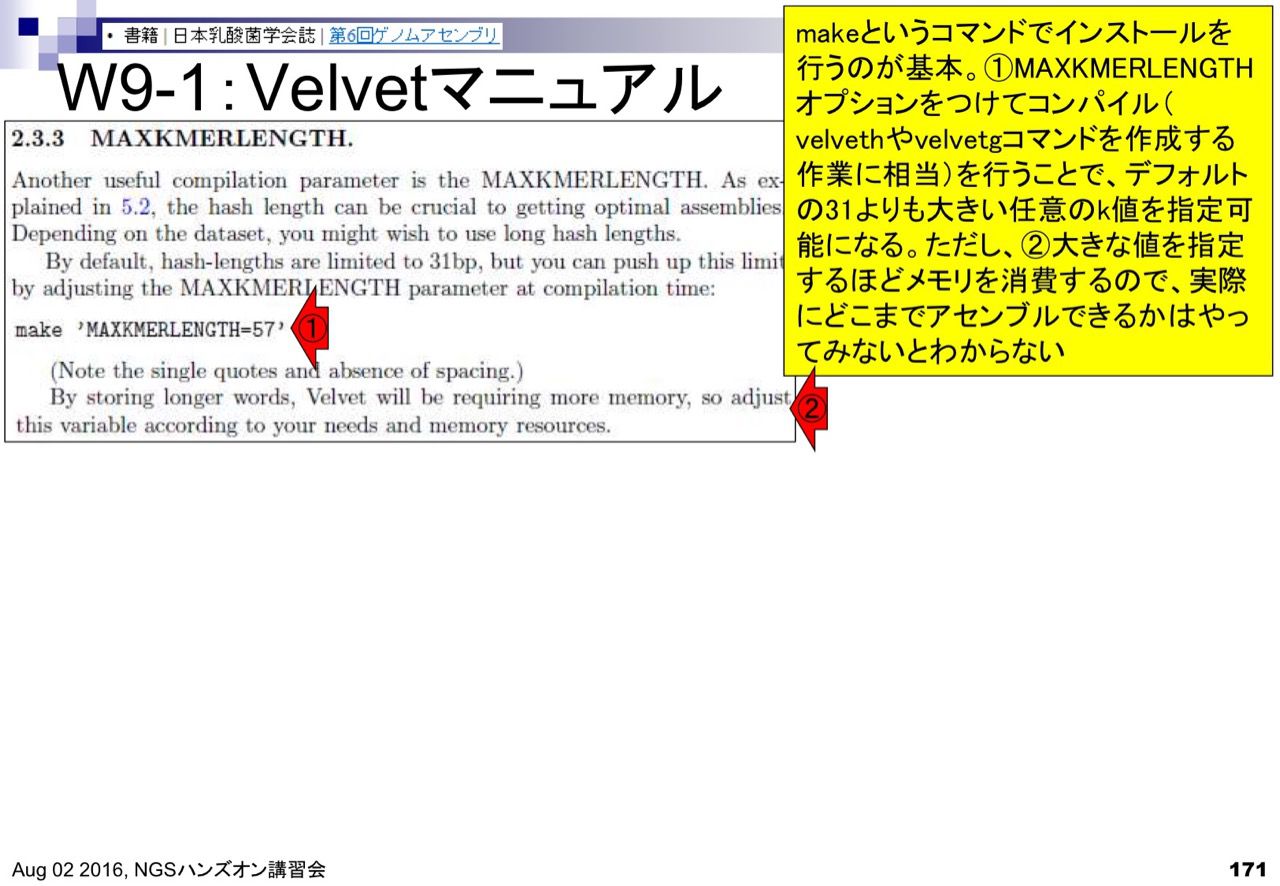 • 書籍 | 日本乳酸菌学会誌 | 第6回ゲノムアセンブリ
W9-1：Velvetマニュアル
2.3.3 MAXKMERLENGTH.
Another useful compilation parameter is the MAXKMERLENGTH. As ex-
plained in 5.2, the hash length can be crucial to getting optimal assemblies.
Depending on the dataset, you might wish to use long hash lengths.
By default, hash-lengths are limited to 31bp, but you can push up this limit
by adjusting the MAXKMERLENGTH parameter at compilation time:
make 'MAXKMERLENGTH=57'
①
(Note the single quotes and absence of spacing.)
By storing longer words, Velvet will be requiring more memory, so adjust
this variable according to your needs and memory resources.
②
makeというコマンドでインストールを
行うのが基本。①MAXKMERLENGTH
オプションをつけてコンパイル（
velvethやvelvetgコマンドを作成する
作業に相当）を行うことで、デフォルト
の31よりも大きい任意のk値を指定可
能になる。ただし、②大きな値を指定
するほどメモリを消費するので、実際
にどこまでアセンブルできるかはやっ
てみないとわからない
Aug 02 2016, NGSハンズオン講習会
171